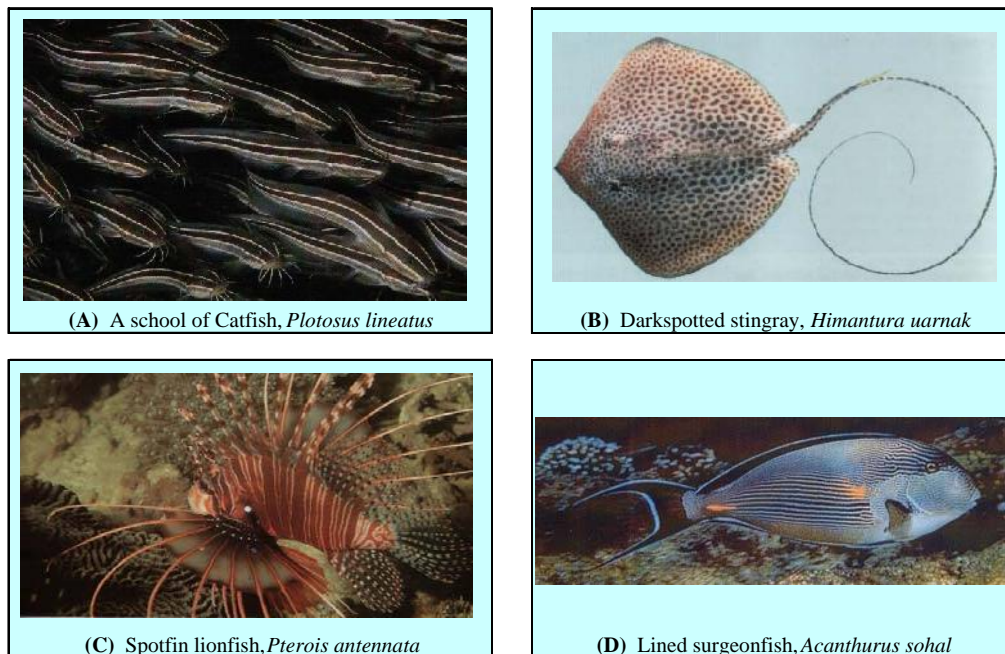 (A) A school of Catfish, Plotosus lineatus
(B) Darkspotted stingray, Himantura uarnak
(C) Spotfin lionfish, Pterois antennata
(D) Lined surgeonfish, Acanthurus sohal